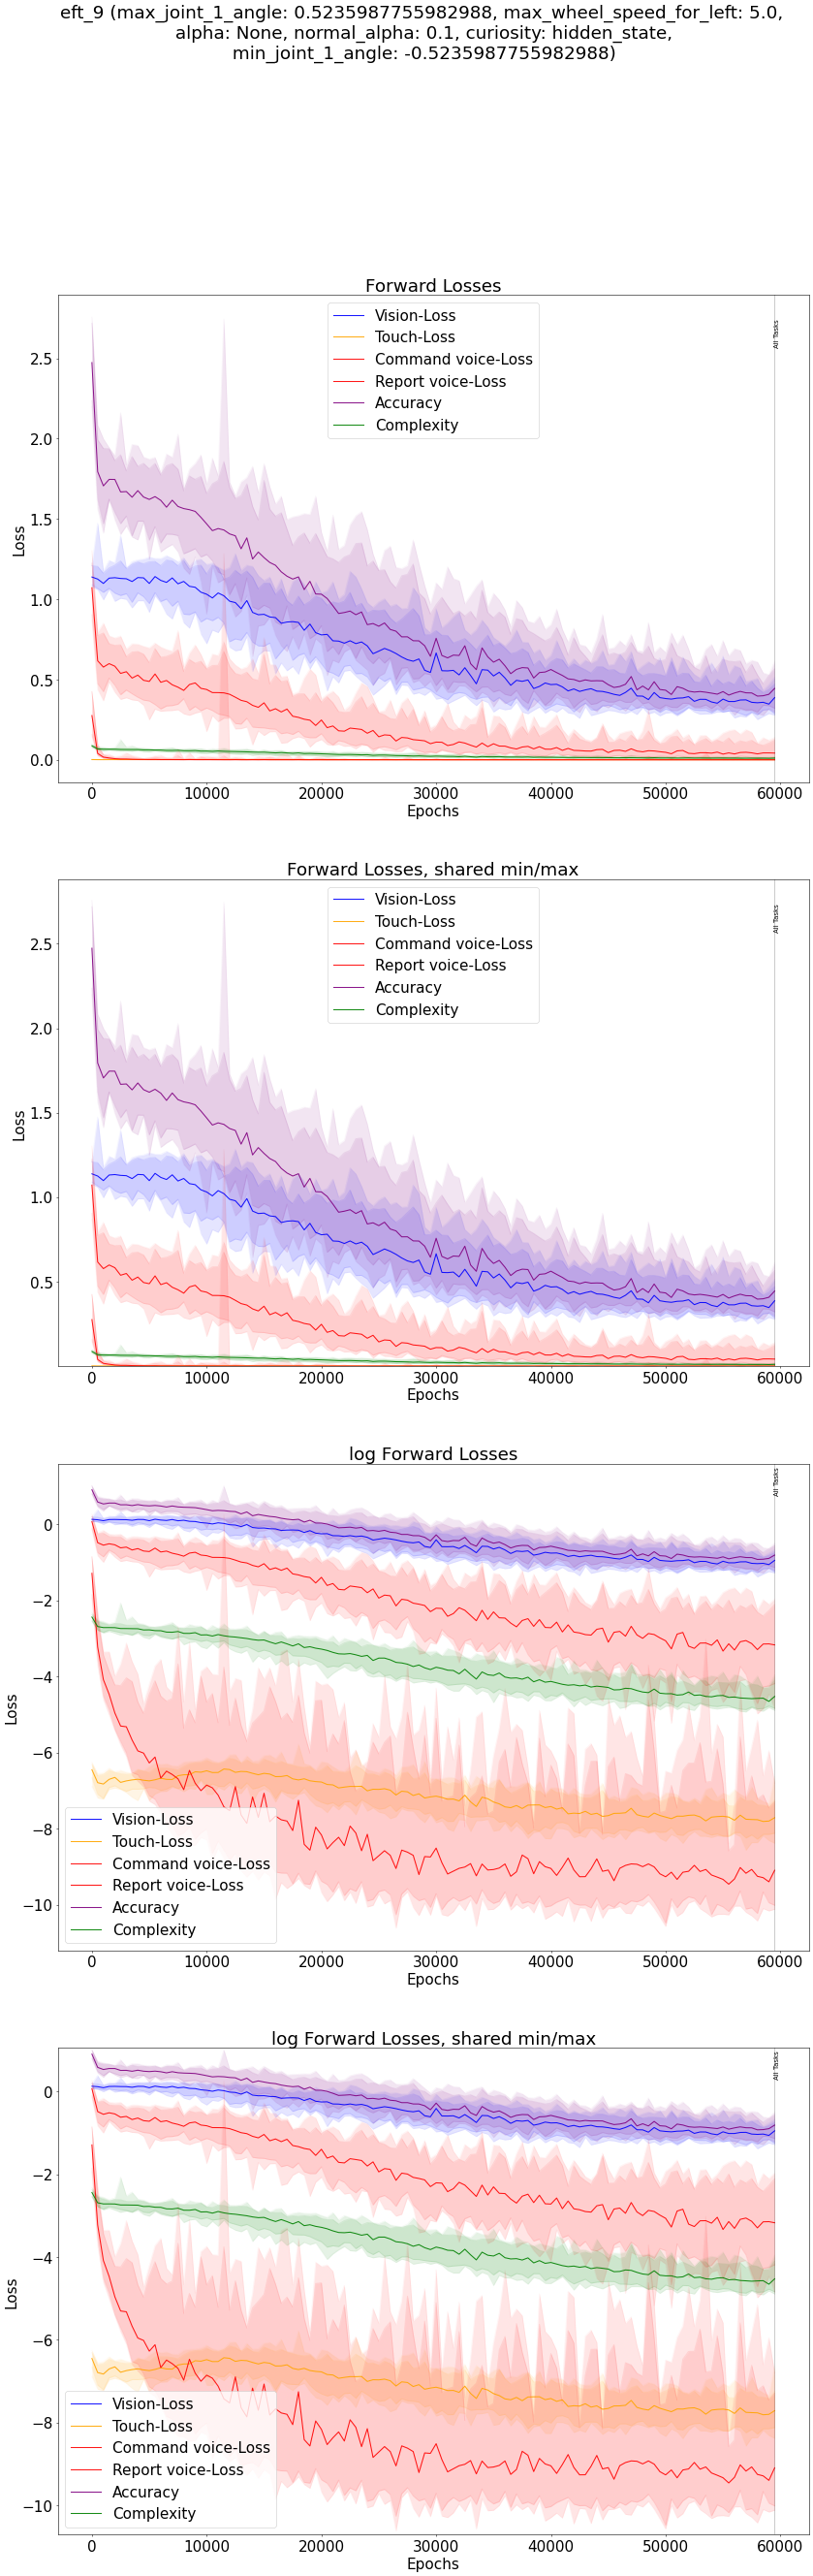 eft_9 (max_joint_1_angle: 0.5235987755982988, max_wheel_speed_for_left: 5.0,
alpha: None, normal_alpha: 0.1, curiosity: hidden_state,
min_joint_1_angle: -0.5235987755982988)
Forward Losses
Vision-Loss
Touch-Loss
Command voice-Loss
Report voice-Loss
Accuracy
Complexity
All Tasks
2.5
2.0
1.5
1.0
0.5
0.0
Loss
0 10000 20000 30000 40000 50000 60000
Epochs
Forward Losses, shared min/max
Vision-Loss
Touch-Loss
Command voice-Loss
Report voice-Loss
Accuracy
Complexity
All Tasks
2.5
2.0
1.5
1.0
0.5
Loss
0 10000 20000 30000 40000 50000 60000
Epochs
log Forward Losses
All Tasks
0
−2
−4
−6
−8
−10
Loss
Vision-Loss
Touch-Loss
Command voice-Loss
Report voice-Loss
Accuracy
Complexity
0 10000 20000 30000 40000 50000 60000
Epochs
log Forward Losses, shared min/max
All Tasks
0
−2
−4
−6
−8
−10
Loss
Vision-Loss
Touch-Loss
Command voice-Loss
Report voice-Loss
Accuracy
Complexity
0 10000 20000 30000 40000 50000 60000
Epochs